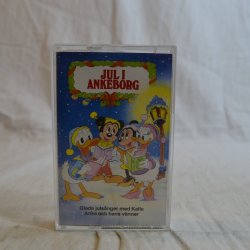 JUL I
ANKEBORG
Glada julsånger med Kalle
Anka och hans vänner